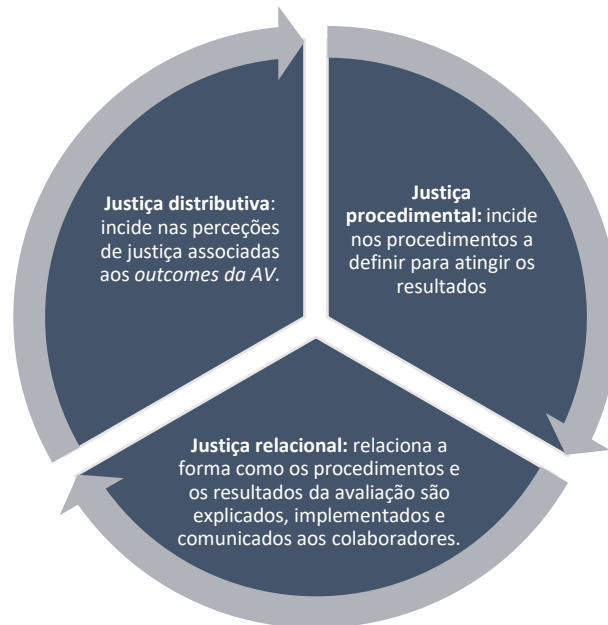 Justiça distributiva:
incide nas perceções
de justiça associadas
aos outcomes da AV.
Justiça
procedimental: incide
nos procedimentos a
definir para atingir os
resultados
Justiça relacional: relaciona a
forma como os procedimentos e
os resultados da avaliação são
explicados, implementados e
comunicados aos colaboradores.